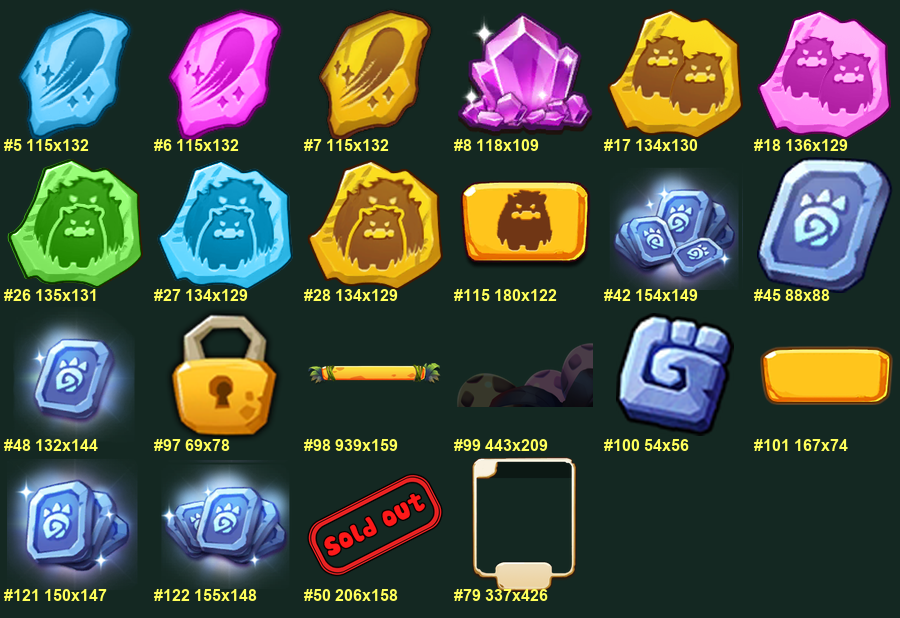 #5 115x132
#6 115x132
#7 115x132
#8 118x109
#17 134x130
#18 136x129
#26 135x131
#27 134x129
#28 134x129
#115 180x122
#42 154x149
#45 88x88
#48 132x144
#97 69x78
#98 939x159
#99 443x209
#100 54x56
#101 167x74
Sold out
#121 150x147
#122 155x148
#50 206x158
#79 337x426